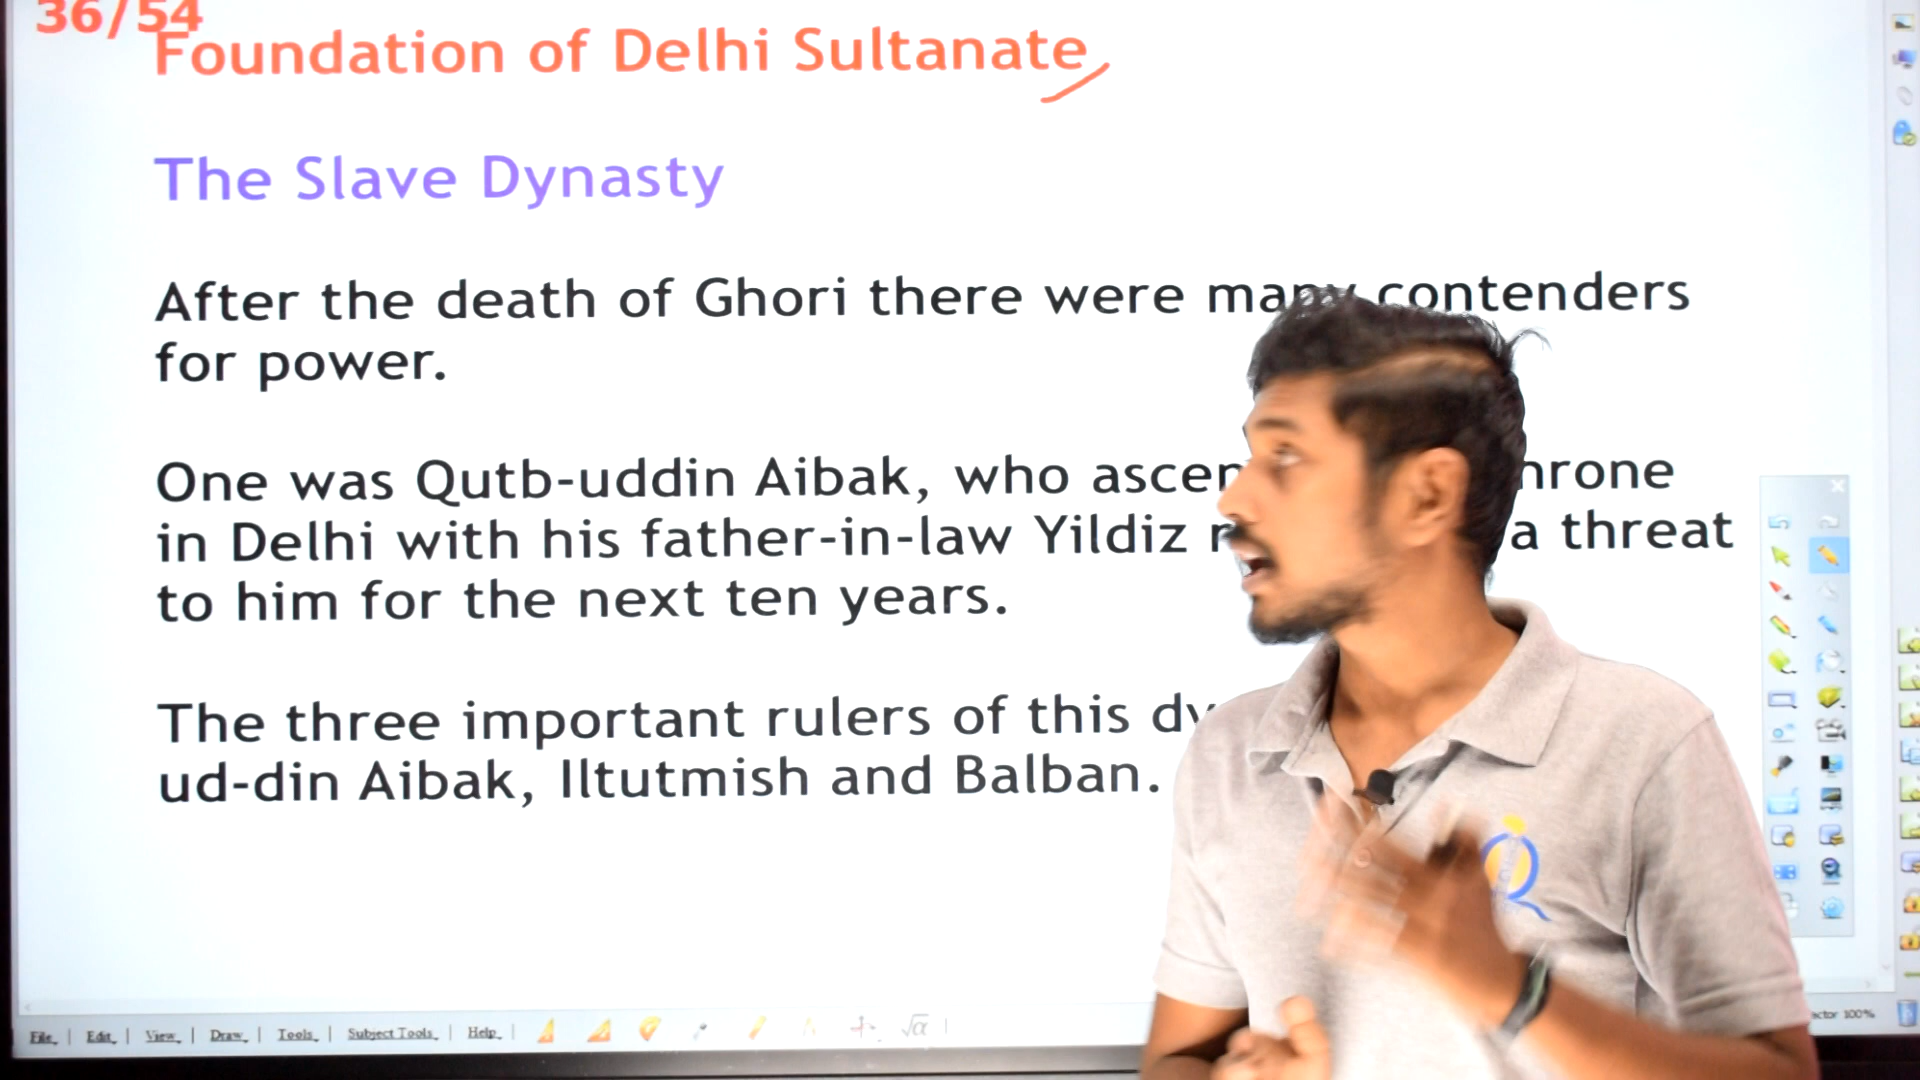 36/54
Foundation of Delhi Sultanate
The Slave Dynasty
After the death of Ghori there were many contenders
for power.
One was Qutb-uddin Aibak, who
in Delhi with his father-in-law Yildiz a threat
to him for the next ten years.
The three important rulers of this
ud-din Aibak, Iltutmish and Balban.
File Edit View Draw Tools Subject Tools Help
100%